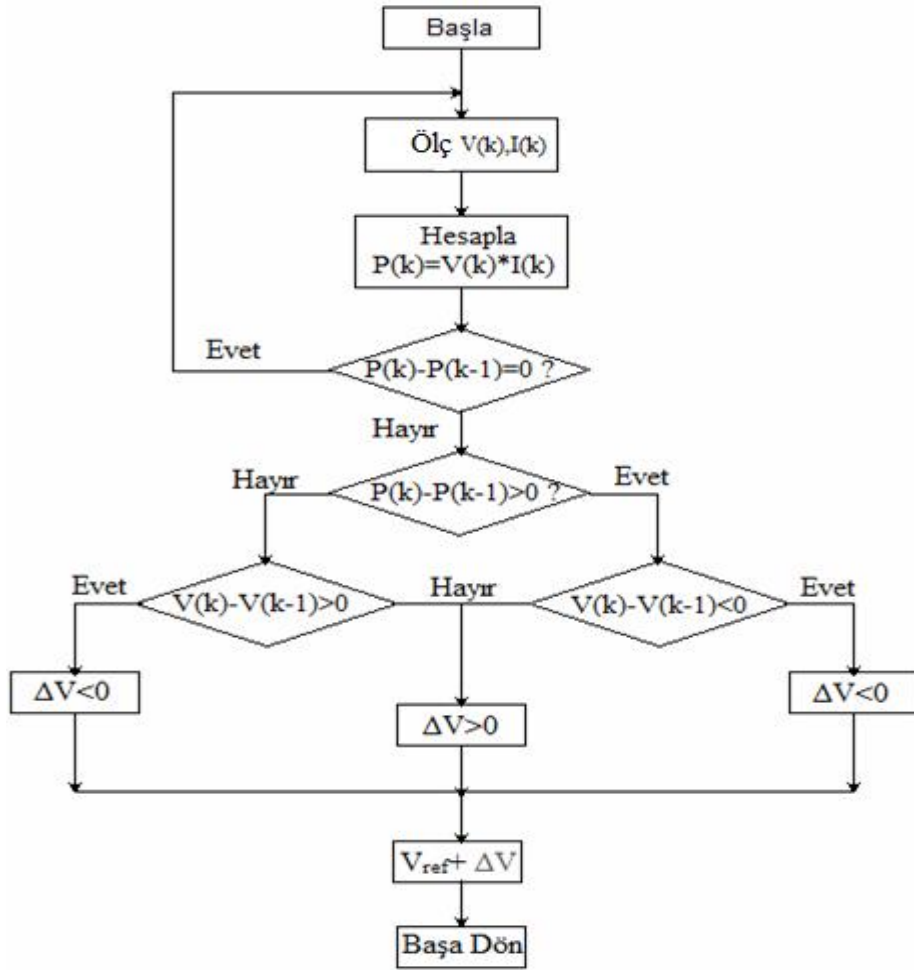 Başla
Ölç V(k),I(k)
Hesapla
P(k)=V(k)*I(k)
Evet
P(k)-P(k-1)=0 ?
Hayır
Hayır
P(k)-P(k-1)>0 ?
Evet
Evet
V(k)-V(k-1)>0
Hayır
V(k)-V(k-1)<0
Evet
ΔV<0
ΔV>0
ΔV<0
Vref+ ΔV
Başa Dön